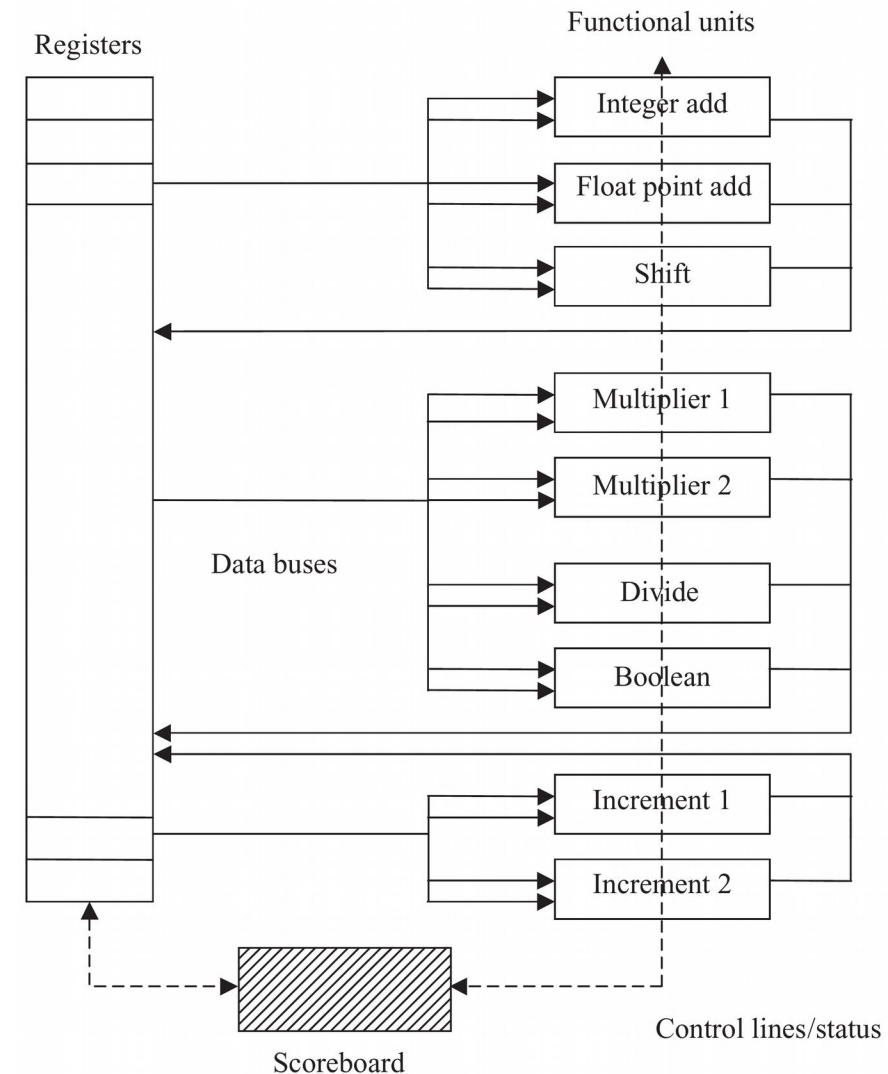 Functional units
Registers
Integer add
Float point add
Shift
Multiplier 1
Multiplier 2
Data buses
Divide
Boolean
Increment 1
Increment 2
Control lines/status
Scoreboard